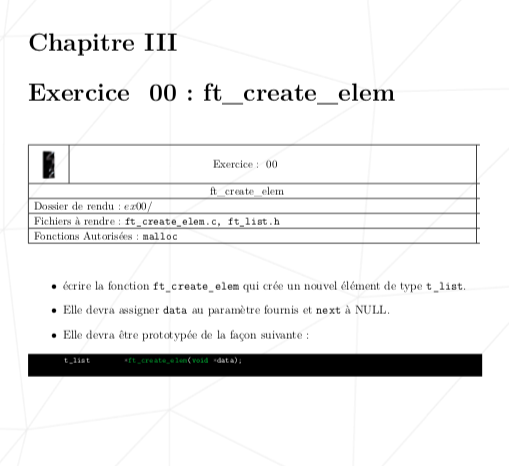 Chapitre III
Exercice 00 : ft_create_elem
Exercice : 00
ft_create_elem
Dossier de rendu : ex00/
Fichiers à rendre : ft_create_elem.c, ft_list.h
Fonctions Autorisées : malloc
• écrire la fonction ft_create_elem qui crée un nouvel élément de type t_list.
• Elle devra assigner data au paramètre fournis et next à NULL.
• Elle devra être prototypée de la façon suivante :
t_list *ft_create_elem(void *data);